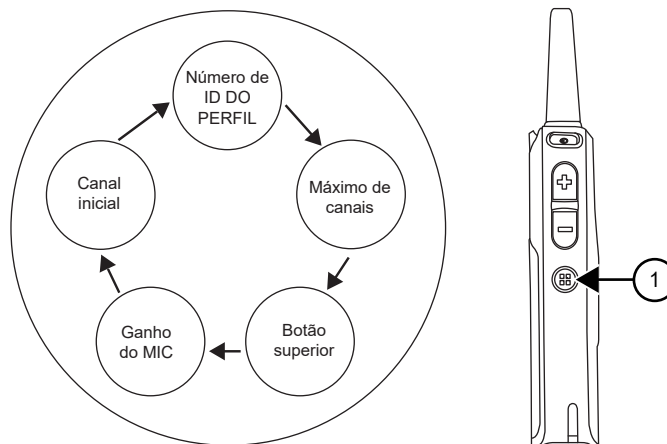 Número de
ID DO
PERFIL
Máximo de
canais
Botão
superior
Ganho
do MIC
Canal
inicial
1